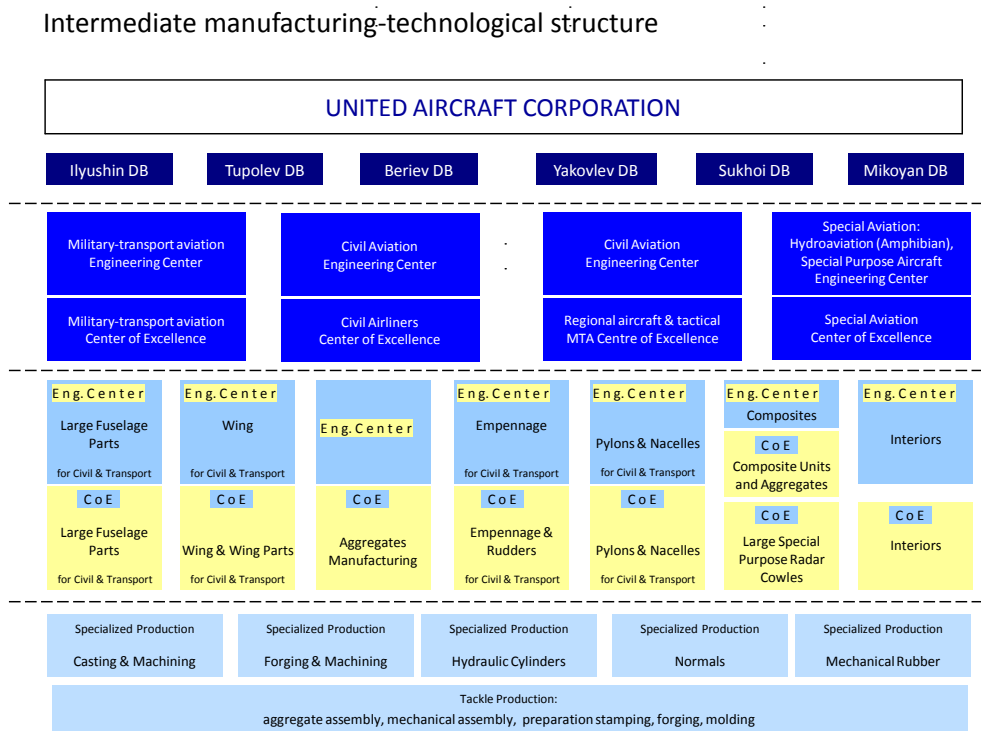 Intermediate manufacturing-technological structure
UNITED AIRCRAFT CORPORATION
Ilyushin DB
Tupolev DB
Beriev DB
Yakovlev DB
Sukhoi DB
Mikoyan DB
Military-transport aviation
Engineering Center
Civil Aviation
Engineering Center
Civil Aviation
Engineering Center
Special Aviation:
Hydroaviation (Amphibian),
Special Purpose Aircraft
Engineering Center
Military-transport aviation
Center of Excellence
Civil Airliners
Center of Excellence
Regional aircraft & tactical
MTA Centre of Excellence
Special Aviation
Center of Excellence
Eng. Center
Large Fuselage
Parts
for Civil & Transport
Eng. Center
Wing
for Civil & Transport
Eng. Center
Eng. Center
Empennage
for Civil & Transport
Eng. Center
Pylons & Nacelles
for Civil & Transport
Eng. Center
Composites
Eng. Center
Interiors
CoE
Large Fuselage
Parts
for Civil & Transport
CoE
Wing & Wing Parts
for Civil & Transport
CoE
Aggregates
Manufacturing
CoE
Empennage &
Rudders
for Civil & Transport
CoE
Pylons & Nacelles
for Civil & Transport
CoE
Composite Units
and Aggregates
CoE
Large Special
Purpose Radar
Cowles
CoE
Interiors
Specialized Production
Casting & Machining
Specialized Production
Forging & Machining
Specialized Production
Hydraulic Cylinders
Specialized Production
Normals
Specialized Production
Mechanical Rubber
Tackle Production:
aggregate assembly, mechanical assembly, preparation stamping, forging, molding